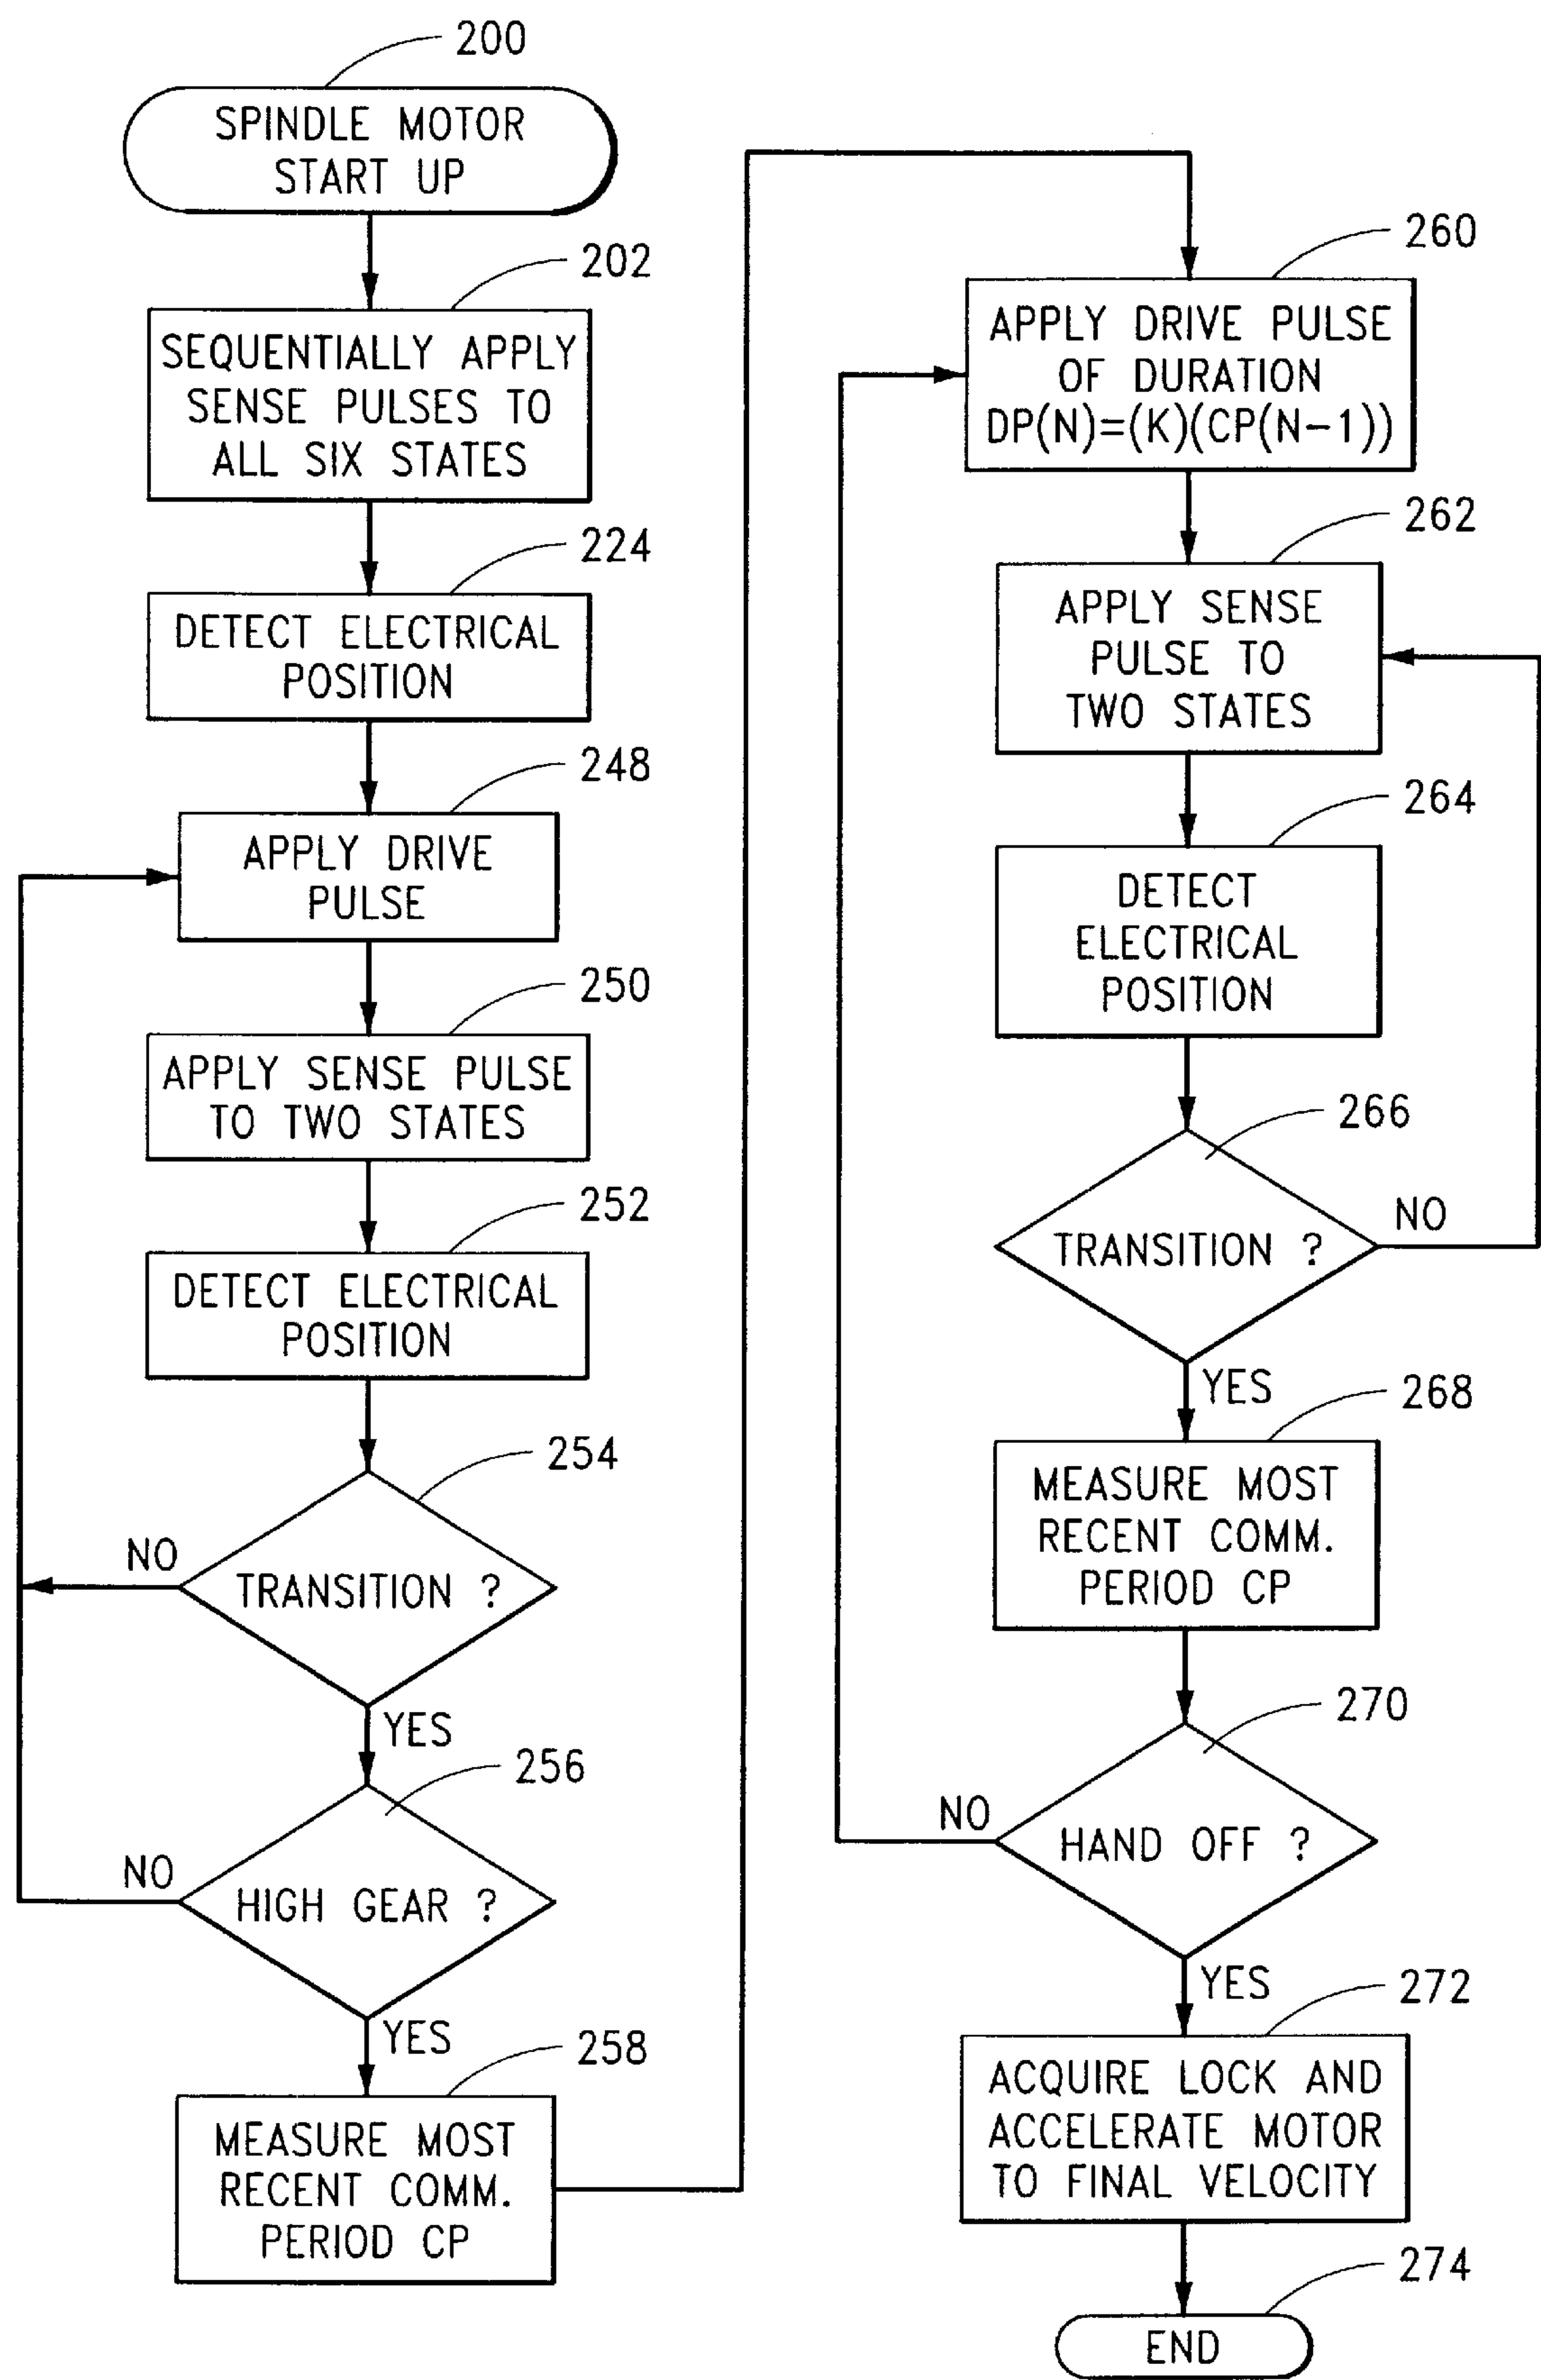 200
SPINDLE MOTOR
START UP
202
SEQUENTIALLY APPLY
SENSE PULSES TO
ALL SIX STATES
224
DETECT ELECTRICAL
POSITION
248
APPLY DRIVE
PULSE
250
APPLY SENSE PULSE
TO TWO STATES
252
DETECT ELECTRICAL
POSITION
254
TRANSITION ?
NO
YES
256
HIGH GEAR ?
NO
YES
258
MEASURE MOST
RECENT COMM.
PERIOD CP
260
APPLY DRIVE PULSE
OF DURATION
DP(N)=(K)(CP(N-1))
262
APPLY SENSE
PULSE TO
TWO STATES
264
DETECT
ELECTRICAL
POSITION
266
TRANSITION ?
NO
YES
268
MEASURE MOST
RECENT COMM.
PERIOD CP
270
HAND OFF ?
NO
YES
272
ACQUIRE LOCK AND
ACCELERATE MOTOR
TO FINAL VELOCITY
274
END